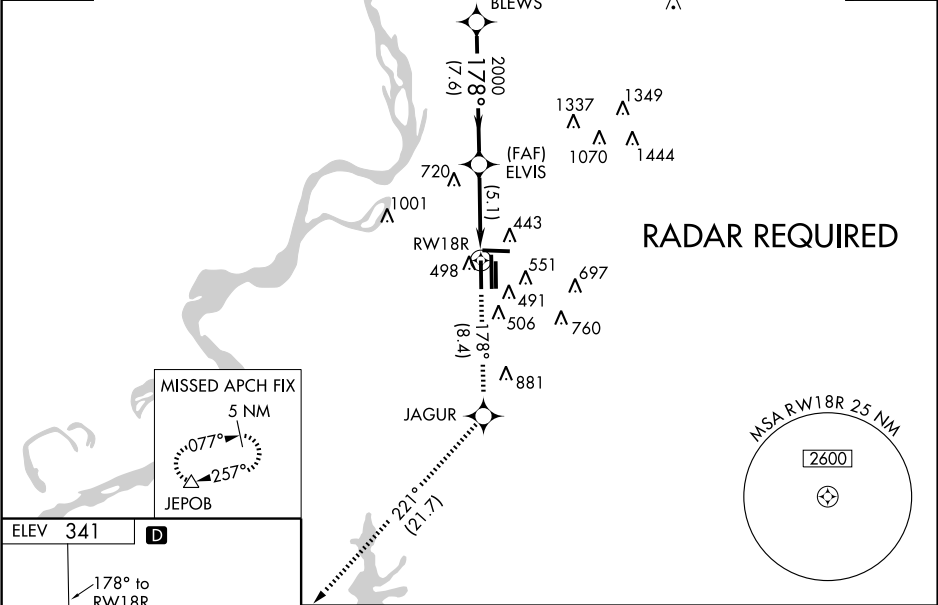 BLEWS
2000
178°
(7.6)
1337
1349
1070
1444
(FAF)
ELVIS
720
(5.1)
1001
443
RW18R
498
551
697
491
506
760
178°
(8.4)
881
RADAR REQUIRED
JAGUR
MISSED APCH FIX
5 NM
077°
257°
JEPOB
221°
(21.7)
MSA RW18R 25 NM
2600
ELEV 341
D
178° to
RW18R